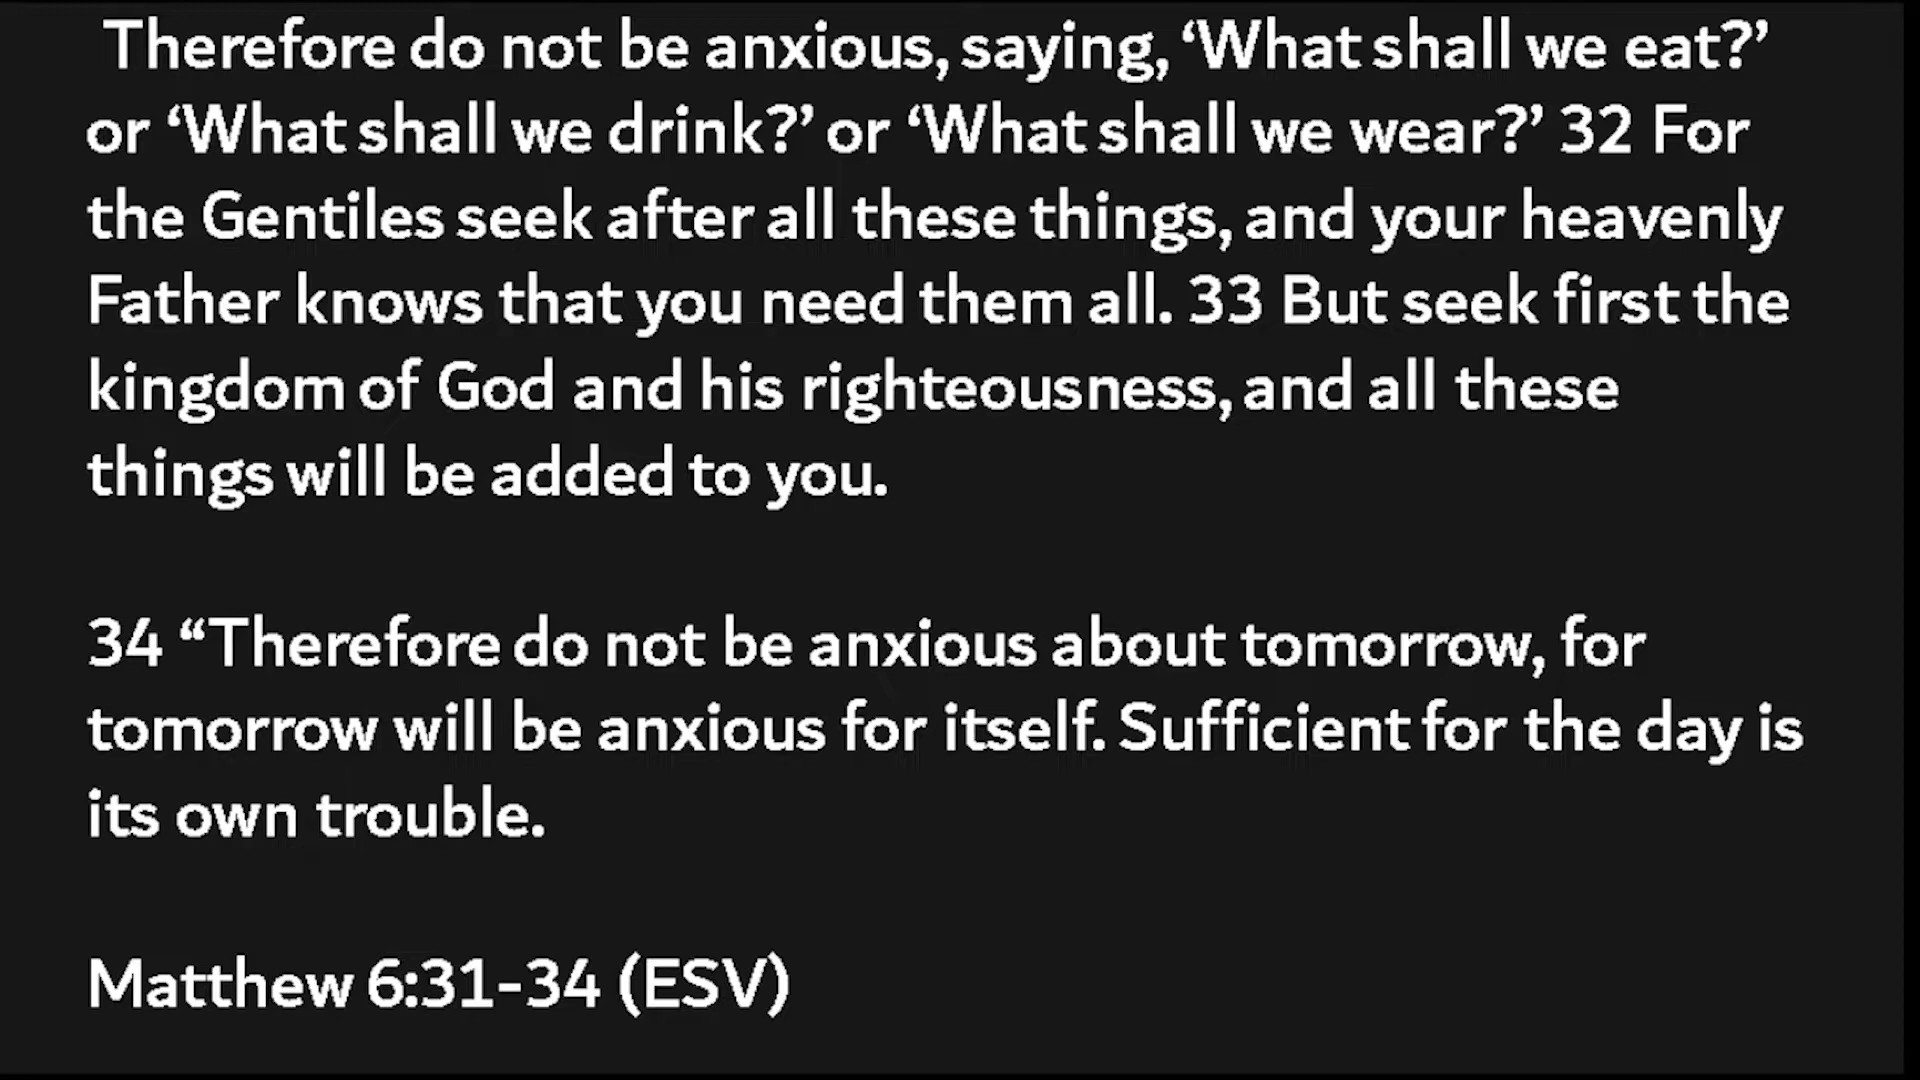 Therefore do not be anxious, saying, ‘What shall we eat?’
or ‘What shall we drink?’ or ‘What shall we wear?’ 32 For
the Gentiles seek after all these things, and your heavenly
Father knows that you need them all. 33 But seek first the
kingdom of God and his righteousness, and all these
things will be added to you.
34 “Therefore do not be anxious about tomorrow, for
tomorrow will be anxious for itself. Sufficient for the day is
its own trouble.
Matthew 6:31-34 (ESV)